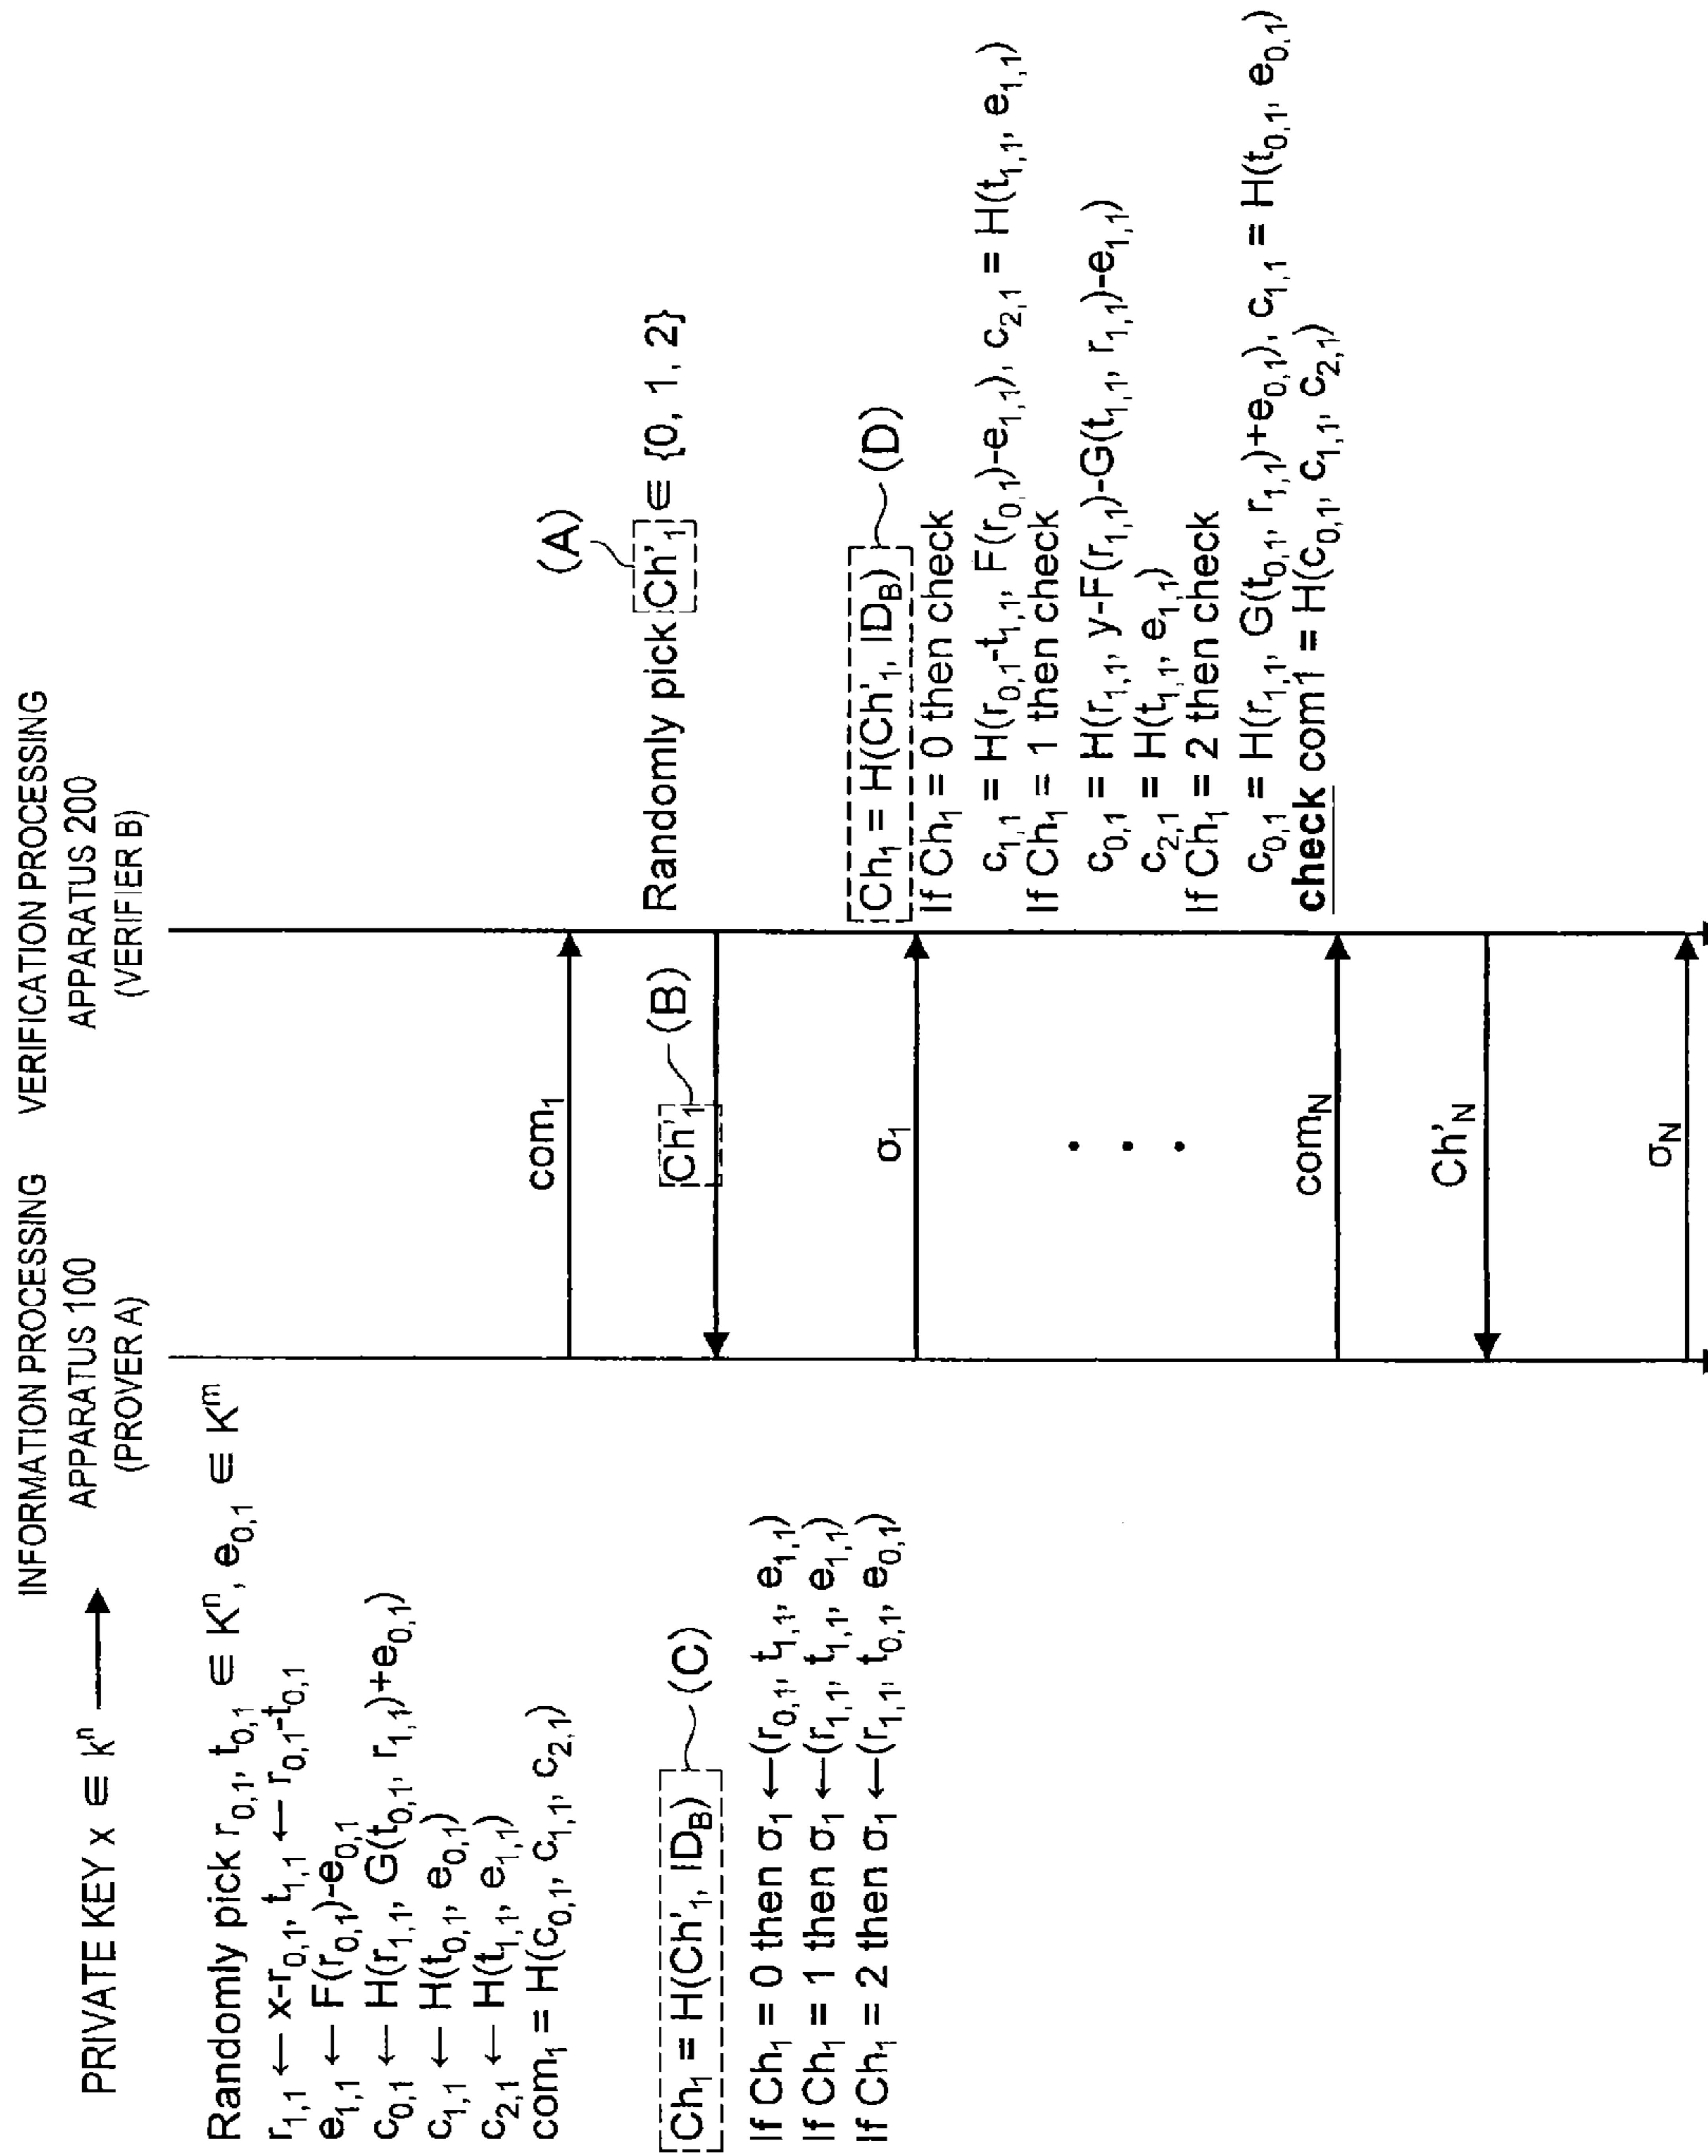 INFORMATION PROCESSING
APPARATUS 100
(PROVER A)
VERIFICATION PROCESSING
APPARATUS 200
(VERIFIER B)
PRIVATE KEY x ∈ kⁿ
Randomly pick r₀,₁, t₀,₁ ∈ Kⁿ, e₀,₁ ∈ Kᵐ
r₁,₁ ← x-r₀,₁, t₁,₁ ← r₀,₁-t₀,₁
e₁,₁ ← F(r₀,₁)-e₀,₁
c₀,₁ ← H(r₁,₁, G(t₀,₁, r₁,₁)+e₀,₁)
c₁,₁ ← H(t₀,₁, e₀,₁)
c₂,₁ ← H(t₁,₁, e₁,₁)
com₁ = H(c₀,₁, c₁,₁, c₂,₁)
com₁
(A)
Randomly pick Ch'₁ ∈ {0, 1, 2}
(B)
Ch'₁
(C)
Ch₁ = H(Ch'₁, ID_B)
If Ch₁ = 0 then σ₁ ←(r₀,₁, t₁,₁, e₁,₁)
If Ch₁ = 1 then σ₁ ←(r₁,₁, t₁,₁, e₁,₁)
If Ch₁ = 2 then σ₁ ←(r₁,₁, t₀,₁, e₀,₁)
σ₁
(D)
Ch₁ = H(Ch'₁, ID_B)
If Ch₁ = 0 then check
c₁,₁ = H(r₀,₁-t₁,₁, F(r₀,₁)-e₁,₁), c₂,₁ = H(t₁,₁, e₁,₁)
If Ch₁ = 1 then check
c₀,₁ = H(r₁,₁, y-F(r₁,₁)-G(t₁,₁, r₁,₁)-e₁,₁)
c₂,₁ = H(t₁,₁, e₁,₁)
If Ch₁ = 2 then check
c₀,₁ = H(r₁,₁, G(t₀,₁, r₁,₁)+e₀,₁), c₁,₁ = H(t₀,₁, e₀,₁)
check com1 = H(c₀,₁, c₁,₁, c₂,₁)
• • •
com_N
Ch'_N
σ_N